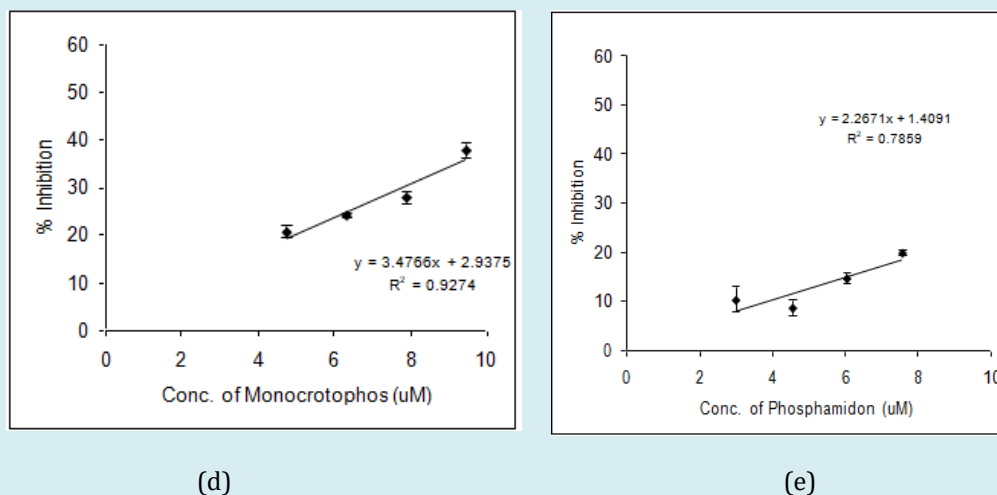 60
50
40
30
20
10
0
% Inhibition
y = 3.4766x + 2.9375
R² = 0.9274
0 2 4 6 8 10
Conc. of Monocrotophos (uM)
(d)
60
50
40
30
20
10
0
% Inhibition
y = 2.2671x + 1.4091
R² = 0.7859
0 2 4 6 8 10
Conc. of Phosphamidon (uM)
(e)